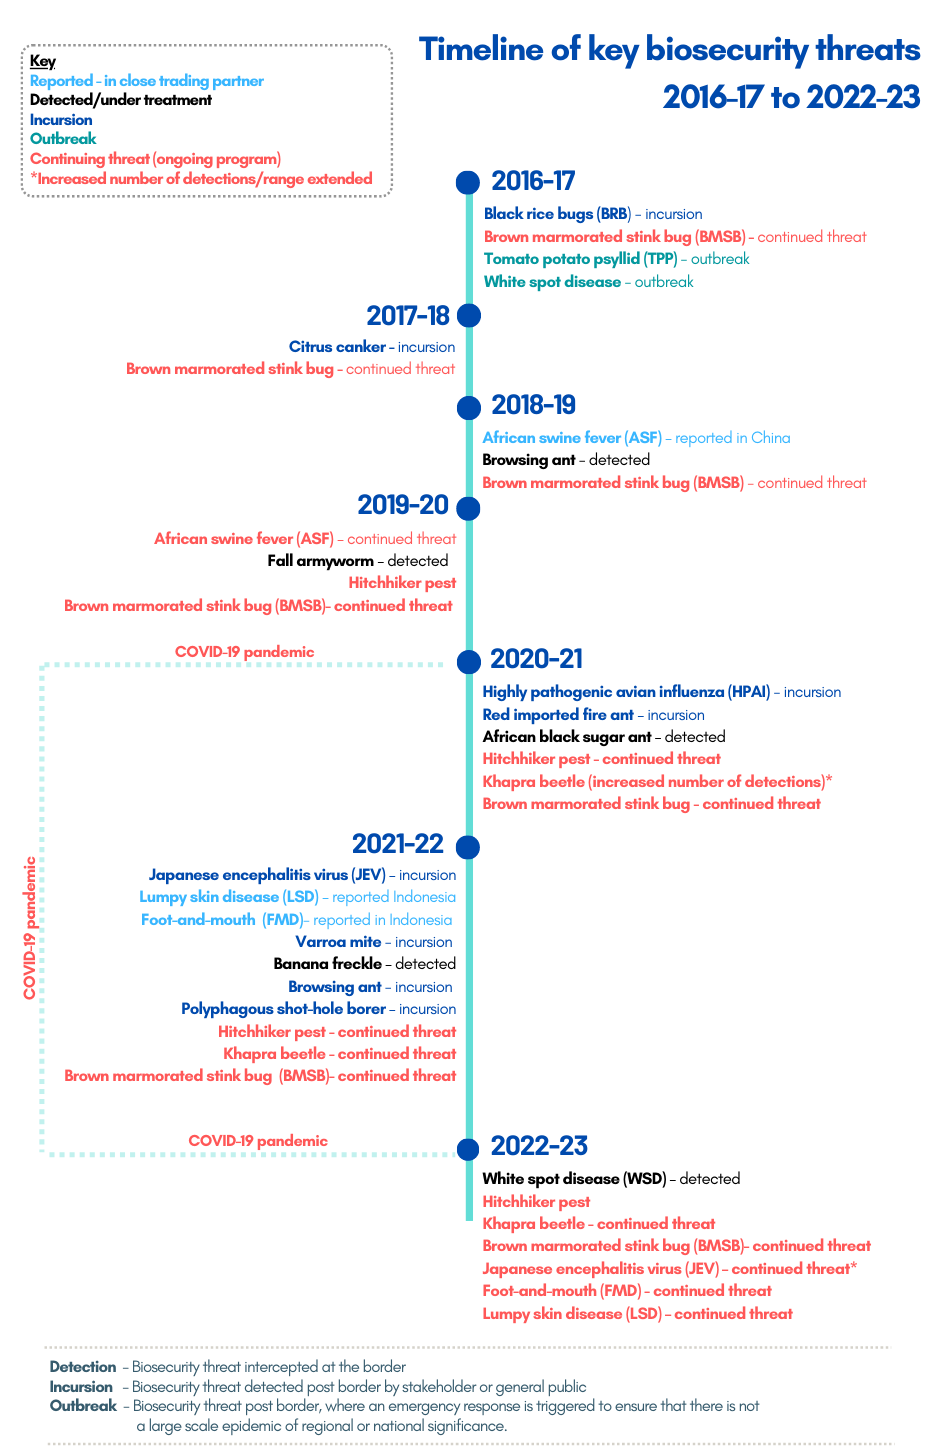 Timeline of key biosecurity threats
2016-17 to 2022-23
Key
Reported - in close trading partner
Detected/under treatment
Incursion
Outbreak
Continuing threat (ongoing program)
*Increased number of detections/range extended
2016-17
Black rice bugs (BRB) - incursion
Brown marmorated stink bug (BMSB) - continued threat
Tomato potato psyllid (TPP) - outbreak
White spot disease - outbreak
2017-18
Citrus canker - incursion
Brown marmorated stink bug - continued threat
2018-19
African swine fever (ASF) - reported in China
Browsing ant - detected
Brown marmorated stink bug (BMSB) - continued threat
2019-20
African swine fever (ASF) - continued threat
Fall armyworm - detected
Hitchhiker pest
Brown marmorated stink bug (BMSB)- continued threat
COVID-19 pandemic
2020-21
Highly pathogenic avian influenza (HPAI) - incursion
Red imported fire ant - incursion
African black sugar ant - detected
Hitchhiker pest - continued threat
Khapra beetle (increased number of detections)*
Brown marmorated stink bug - continued threat
COVID-19 pandemic
2021-22
Japanese encephalitis virus (JEV) - incursion
Lumpy skin disease (LSD) - reported Indonesia
Foot-and-mouth (FMD)- reported in Indonesia
Varroa mite - incursion
Banana freckle - detected
Browsing ant - incursion
Polyphagous shot-hole borer - incursion
Hitchhiker pest - continued threat
Khapra beetle - continued threat
Brown marmorated stink bug (BMSB)- continued threat
COVID-19 pandemic
2022-23
White spot disease (WSD) - detected
Hitchhiker pest
Khapra beetle - continued threat
Brown marmorated stink bug (BMSB)- continued threat
Japanese encephalitis virus (JEV) - continued threat*
Foot-and-mouth (FMD) - continued threat
Lumpy skin disease (LSD) - continued threat
Detection - Biosecurity threat intercepted at the border
Incursion - Biosecurity threat detected post border by stakeholder or general public
Outbreak - Biosecurity threat post border, where an emergency response is triggered to ensure that there is not
a large scale epidemic of regional or national significance.